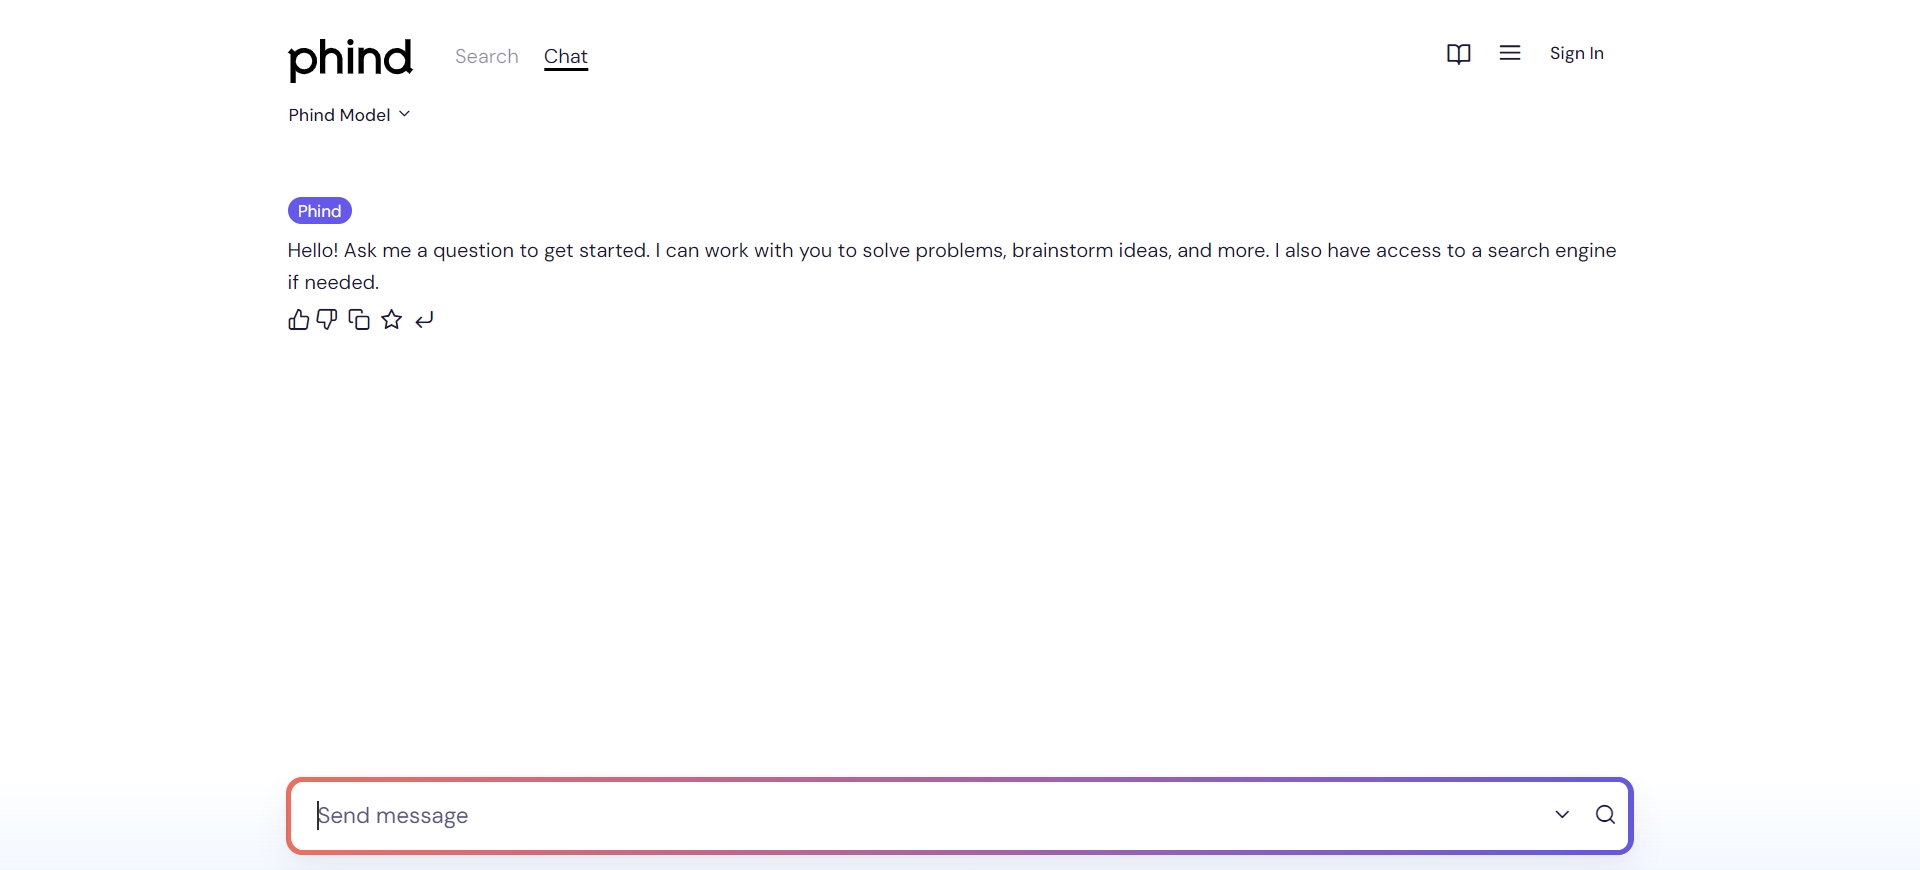 phind Search Chat Sign In
Phind Model
Phind
Hello! Ask me a question to get started. I can work with you to solve problems, brainstorm ideas, and more. I also have access to a search engine
if needed.
Send message